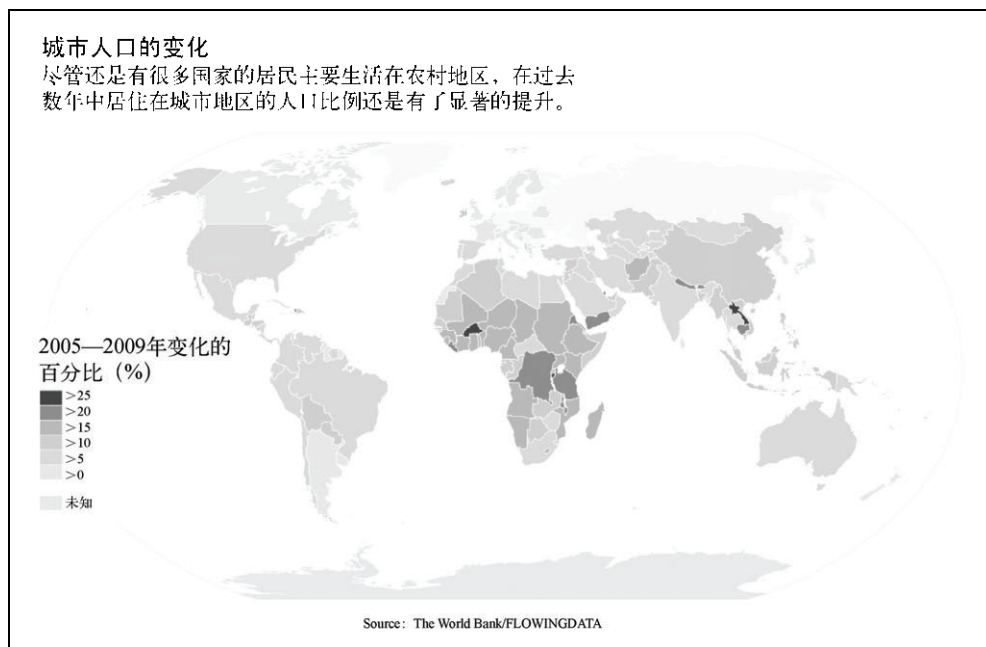 城市人口的变化
尽管还是有很多国家的居民主要生活在农村地区，在过去
数年中居住在城市地区的人口比例还是有了显著的提升。
2005—2009年变化的
百分比（%）
>25
>20
>15
>10
>5
>0
未知
Source: The World Bank/FLOWINGDATA